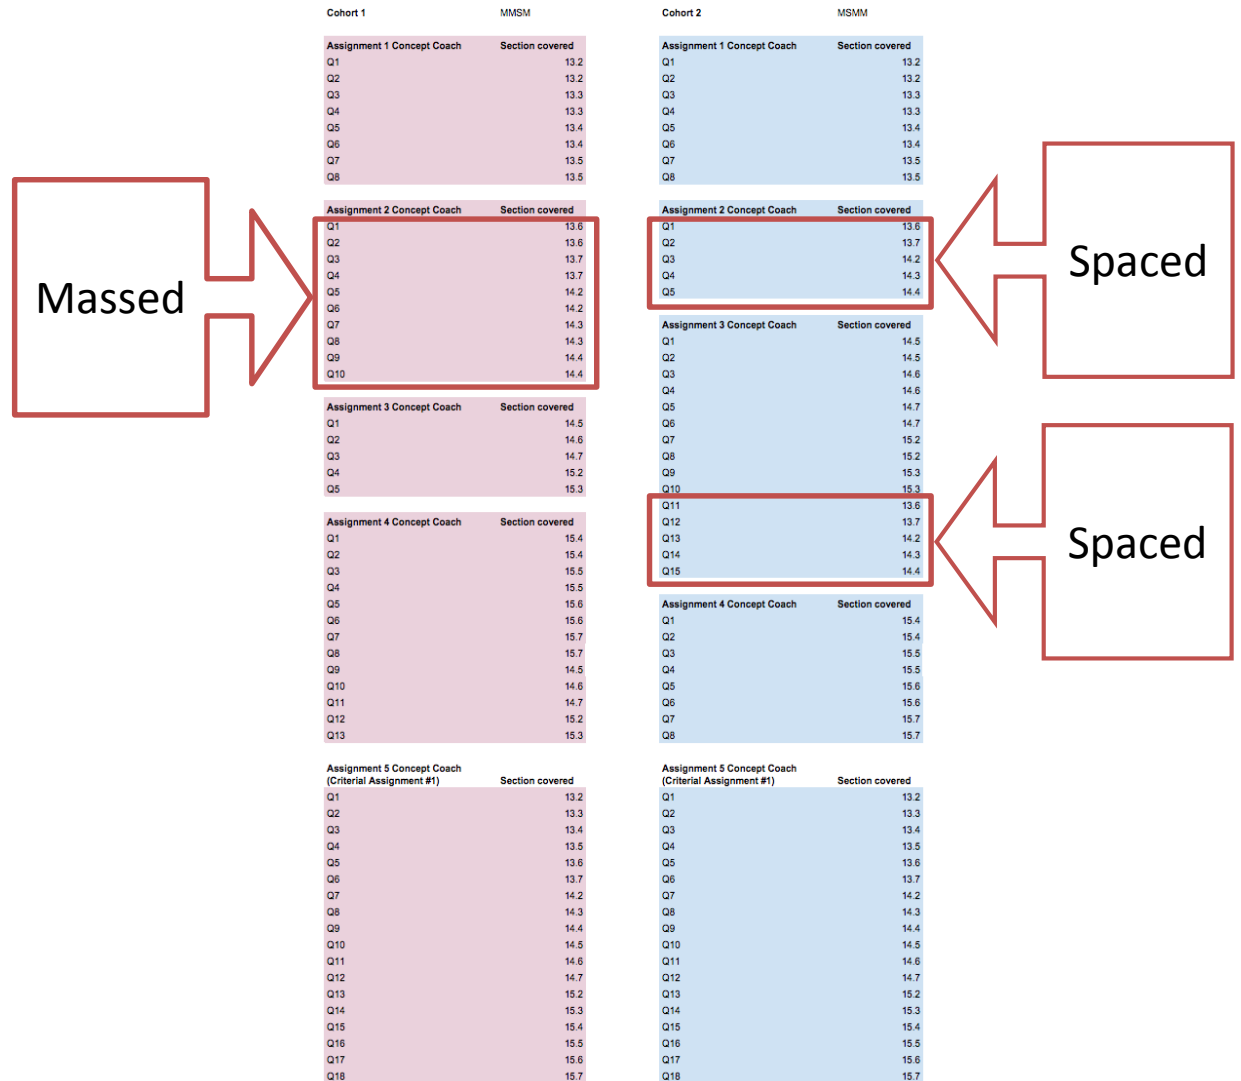 Cohort 1 MMSM
Assignment 1 Concept Coach Section covered
Q1 13.2
Q2 13.2
Q3 13.3
Q4 13.3
Q5 13.4
Q6 13.4
Q7 13.5
Q8 13.5
Assignment 2 Concept Coach Section covered
Q1 13.6
Q2 13.6
Q3 13.7
Q4 13.7
Q5 14.2
Q6 14.2
Q7 14.3
Q8 14.3
Q9 14.4
Q10 14.4
Massed
Assignment 3 Concept Coach Section covered
Q1 14.5
Q2 14.6
Q3 14.7
Q4 15.2
Q5 15.3
Assignment 4 Concept Coach Section covered
Q1 15.4
Q2 15.4
Q3 15.5
Q4 15.5
Q5 15.6
Q6 15.6
Q7 15.7
Q8 15.7
Q9 14.5
Q10 14.6
Q11 14.7
Q12 15.2
Q13 15.3
Assignment 5 Concept Coach
(Criterial Assignment #1) Section covered
Q1 13.2
Q2 13.3
Q3 13.4
Q4 13.5
Q5 13.6
Q6 13.7
Q7 14.2
Q8 14.3
Q9 14.4
Q10 14.5
Q11 14.6
Q12 14.7
Q13 15.2
Q14 15.3
Q15 15.4
Q16 15.5
Q17 15.6
Q18 15.7
Cohort 2 MSMM
Assignment 1 Concept Coach Section covered
Q1 13.2
Q2 13.2
Q3 13.3
Q4 13.3
Q5 13.4
Q6 13.4
Q7 13.5
Q8 13.5
Assignment 2 Concept Coach Section covered
Q1 13.6
Q2 13.7
Q3 14.2
Q4 14.3
Q5 14.4
Spaced
Assignment 3 Concept Coach Section covered
Q1 14.5
Q2 14.5
Q3 14.6
Q4 14.6
Q5 14.7
Q6 14.7
Q7 15.2
Q8 15.2
Q9 15.3
Q10 15.3
Q11 13.6
Q12 13.7
Q13 14.2
Q14 14.3
Q15 14.4
Spaced
Assignment 4 Concept Coach Section covered
Q1 15.4
Q2 15.4
Q3 15.5
Q4 15.5
Q5 15.6
Q6 15.6
Q7 15.7
Q8 15.7
Assignment 5 Concept Coach
(Criterial Assignment #1) Section covered
Q1 13.2
Q2 13.3
Q3 13.4
Q4 13.5
Q5 13.6
Q6 13.7
Q7 14.2
Q8 14.3
Q9 14.4
Q10 14.5
Q11 14.6
Q12 14.7
Q13 15.2
Q14 15.3
Q15 15.4
Q16 15.5
Q17 15.6
Q18 15.7